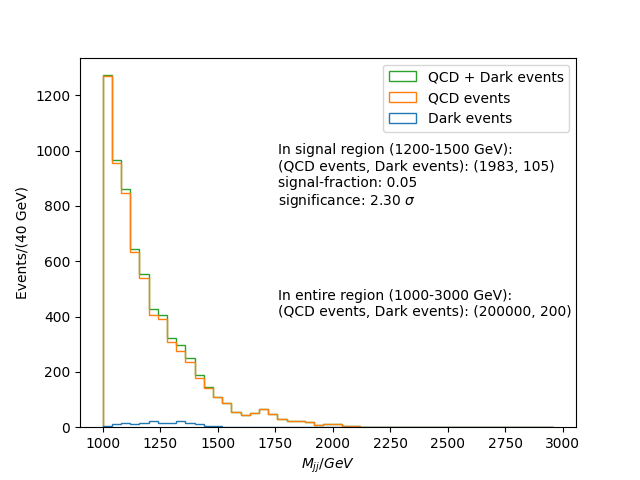 QCD + Dark events
QCD events
Dark events
In signal region (1200-1500 GeV):
(QCD events, Dark events): (1983, 105)
signal-fraction: 0.05
significance: 2.30 σ
In entire region (1000-3000 GeV):
(QCD events, Dark events): (200000, 200)
Events/(40 GeV)
1200
1000
800
600
400
200
0
1000 1250 1500 1750 2000 2250 2500 2750 3000
M_{jj}/GeV